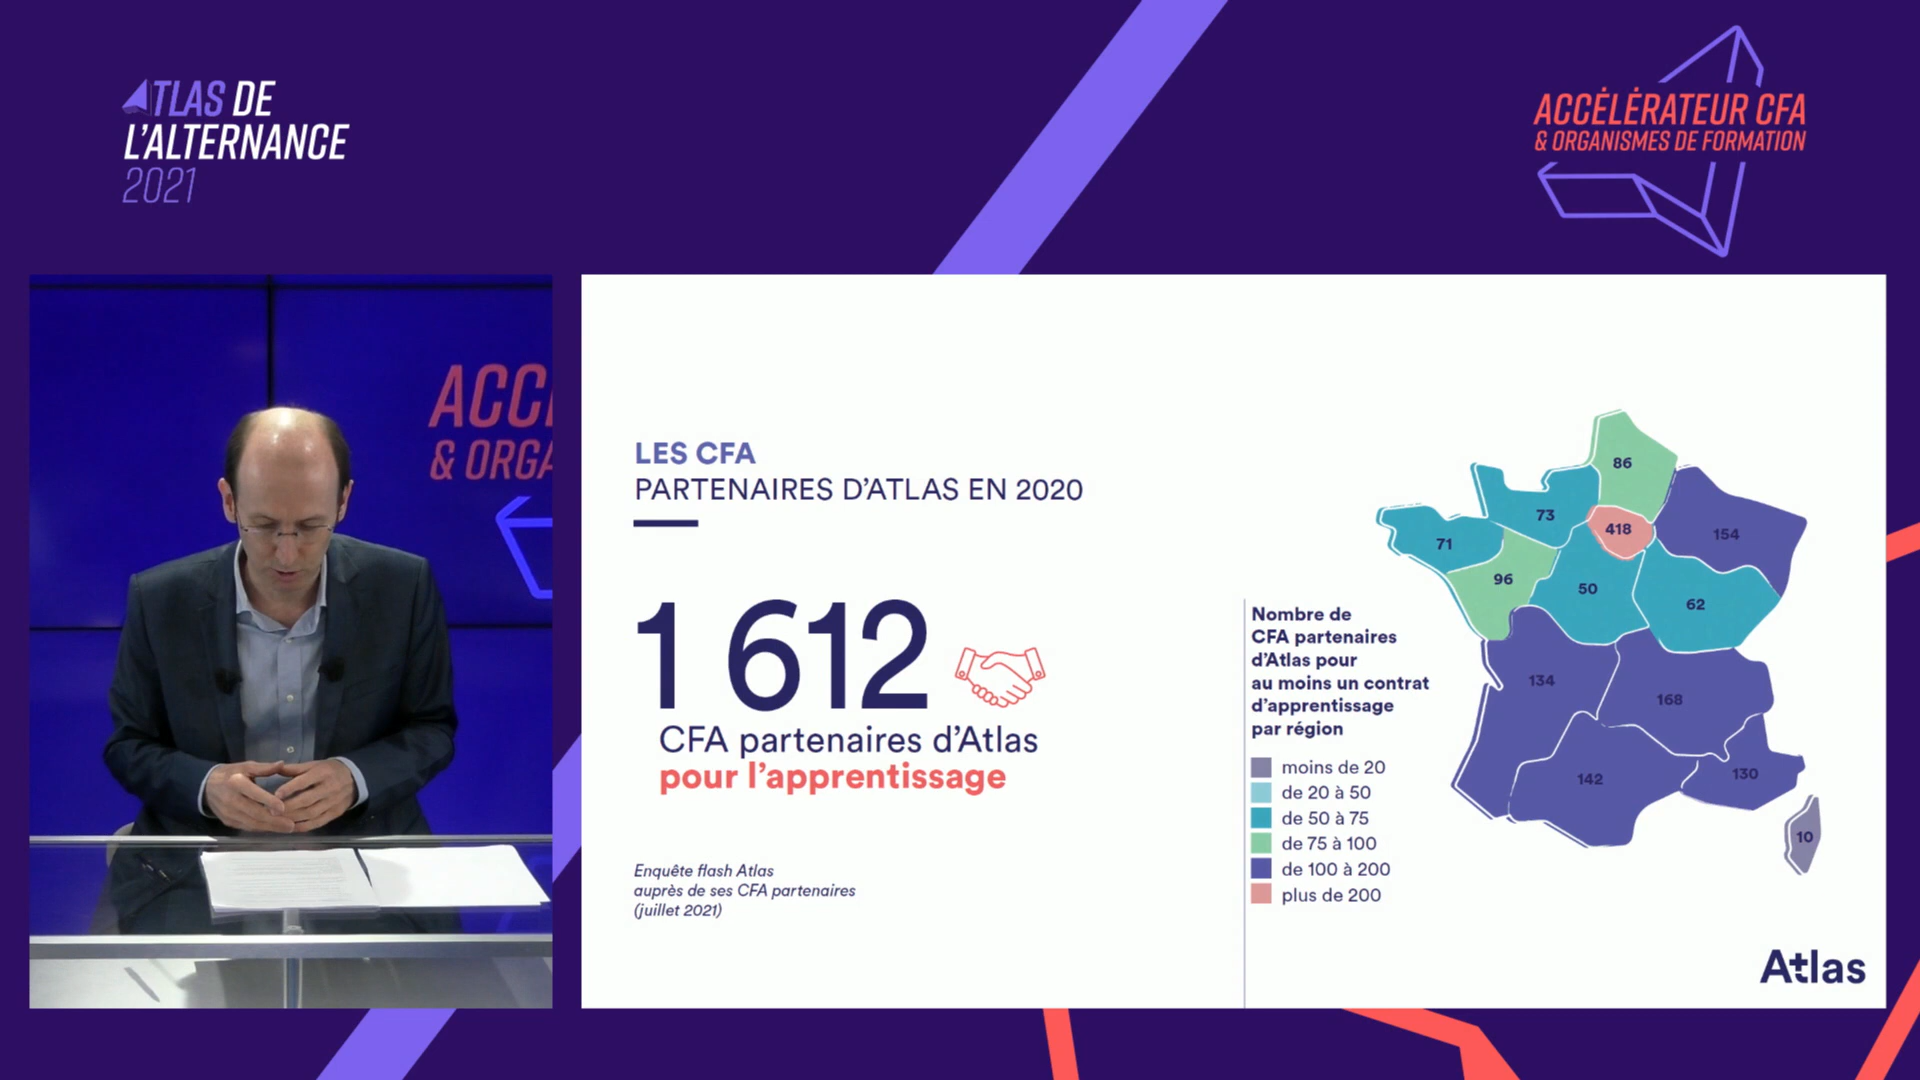 ATLAS DE
L'ALTERNANCE
2021
ACCÉLÉRATEUR CFA
& ORGANISMES DE FORMATION
ACC
& ORGA
LES CFA
PARTENAIRES D'ATLAS EN 2020
1 612
CFA partenaires d'Atlas
pour l'apprentissage
Enquête flash Atlas
auprès de ses CFA partenaires
(juillet 2021)
Nombre de
CFA partenaires
d'Atlas pour
au moins un contrat
d'apprentissage
par région
moins de 20
de 20 à 50
de 50 à 75
de 75 à 100
de 100 à 200
plus de 200
86
73
418
154
71
96
50
62
134
168
142
130
10
Atlas